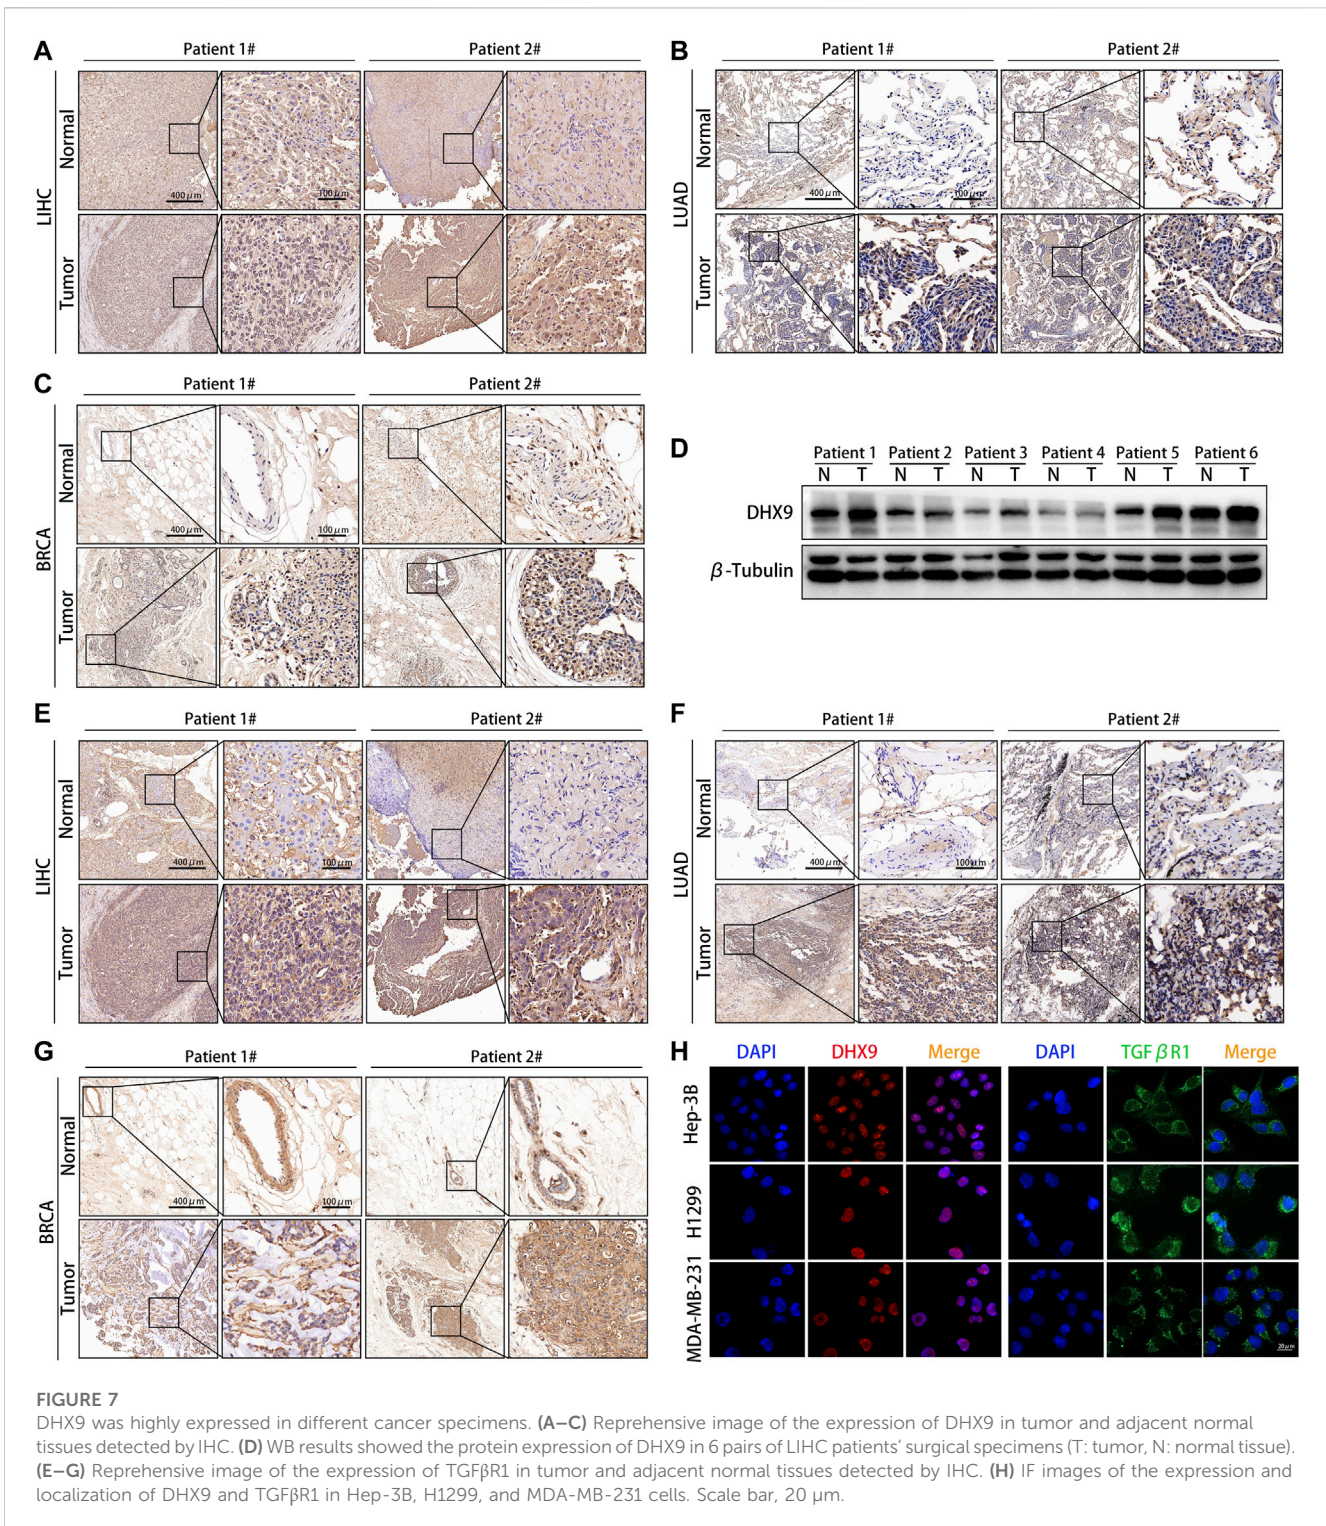 A
Patient 1#
Patient 2#
LIHC
Normal
400 μm
100 μm
Tumor
B
Patient 1#
Patient 2#
LUAD
Normal
400 μm
100 μm
Tumor
C
Patient 1#
Patient 2#
BRCA
Normal
400 μm
100 μm
Tumor
D
Patient 1 Patient 2 Patient 3 Patient 4 Patient 5 Patient 6
N T N T N T N T N T N T
DHX9
β-Tubulin
E
Patient 1#
Patient 2#
LIHC
Normal
400 μm
100 μm
Tumor
F
Patient 1#
Patient 2#
LUAD
Normal
400 μm
100 μm
Tumor
G
Patient 1#
Patient 2#
BRCA
Normal
400 μm
100 μm
Tumor
H
DAPI DHX9 Merge DAPI TGFβR1 Merge
Hep-3B
H1299
MDA-MB-231
20 μm
FIGURE 7
DHX9 was highly expressed in different cancer specimens. (A–C) Reprehensive image of the expression of DHX9 in tumor and adjacent normal
tissues detected by IHC. (D) WB results showed the protein expression of DHX9 in 6 pairs of LIHC patients' surgical specimens (T: tumor, N: normal tissue).
(E–G) Reprehensive image of the expression of TGFβR1 in tumor and adjacent normal tissues detected by IHC. (H) IF images of the expression and
localization of DHX9 and TGFβR1 in Hep-3B, H1299, and MDA-MB-231 cells. Scale bar, 20 μm.